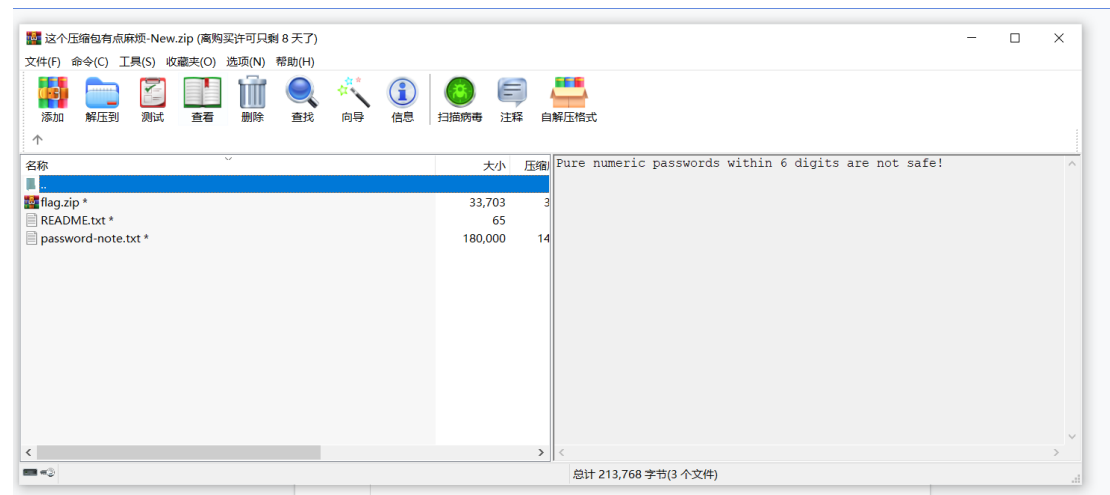 这个压缩包有点麻烦-New.zip (离购买许可只剩 8 天了)
文件(F) 命令(C) 工具(S) 收藏夹(O) 选项(N) 帮助(H)
添加 解压到 测试 查看 删除 查找 向导 信息 扫描病毒 注释 自解压格式
名称 大小 压缩
Pure numeric passwords within 6 digits are not safe!
..
flag.zip * 33,703 3
README.txt * 65
password-note.txt * 180,000 14
总计 213,768 字节(3 个文件)